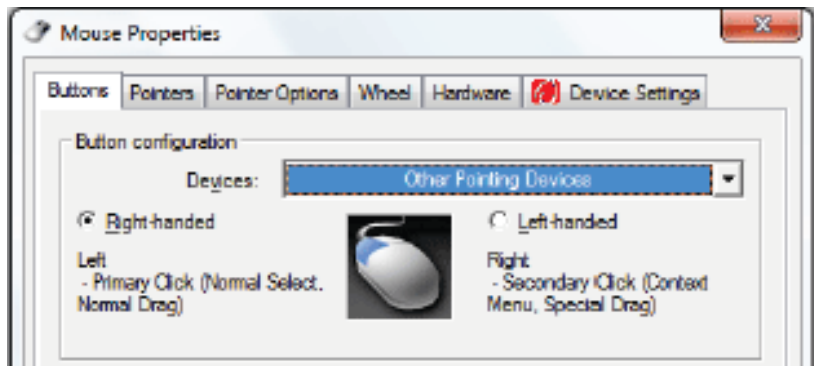 Mouse Properties
Buttons Pointers Pointer Options Wheel Hardware Device Settings
Button configuration
Devices: Other Pointing Devices
Right-handed Left-handed
Left
- Primary Click (Normal Select,
Normal Drag)
Right
- Secondary Click (Context
Menu, Special Drag)